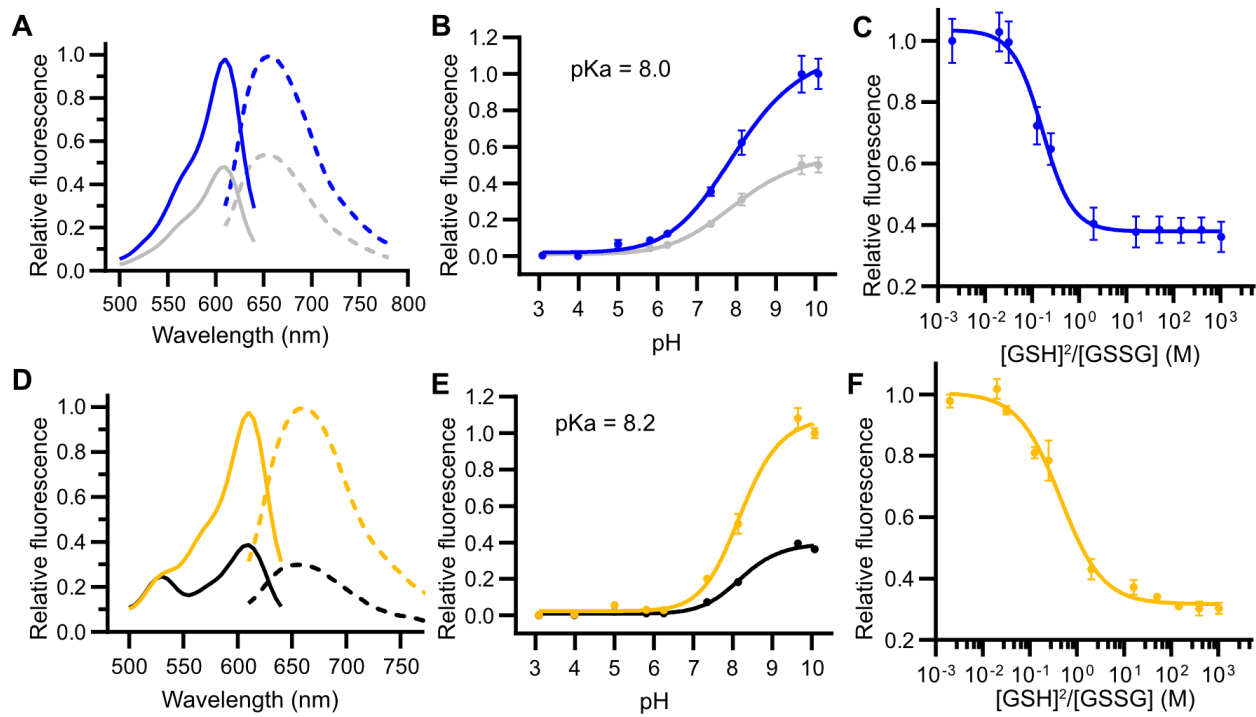 A
Relative fluorescence
1.0
0.8
0.6
0.4
0.2
0.0
500 550 600 650 700 750 800
Wavelength (nm)
B
pKa = 8.0
Relative fluorescence
1.2
1.0
0.8
0.6
0.4
0.2
0.0
3 4 5 6 7 8 9 10
pH
C
Relative fluorescence
1.0
0.8
0.6
0.4
0.2
10⁻³ 10⁻² 10⁻¹ 10⁰ 10¹ 10² 10³
[GSH]²/[GSSG] (M)
D
Relative fluorescence
1.0
0.8
0.6
0.4
0.2
0.0
500 550 600 650 700 750
Wavelength (nm)
E
pKa = 8.2
Relative fluorescence
1.2
1.0
0.8
0.6
0.4
0.2
0.0
3 4 5 6 7 8 9 10
pH
F
Relative fluorescence
1.0
0.8
0.6
0.4
0.2
10⁻³ 10⁻² 10⁻¹ 10⁰ 10¹ 10² 10³
[GSH]²/[GSSG] (M)